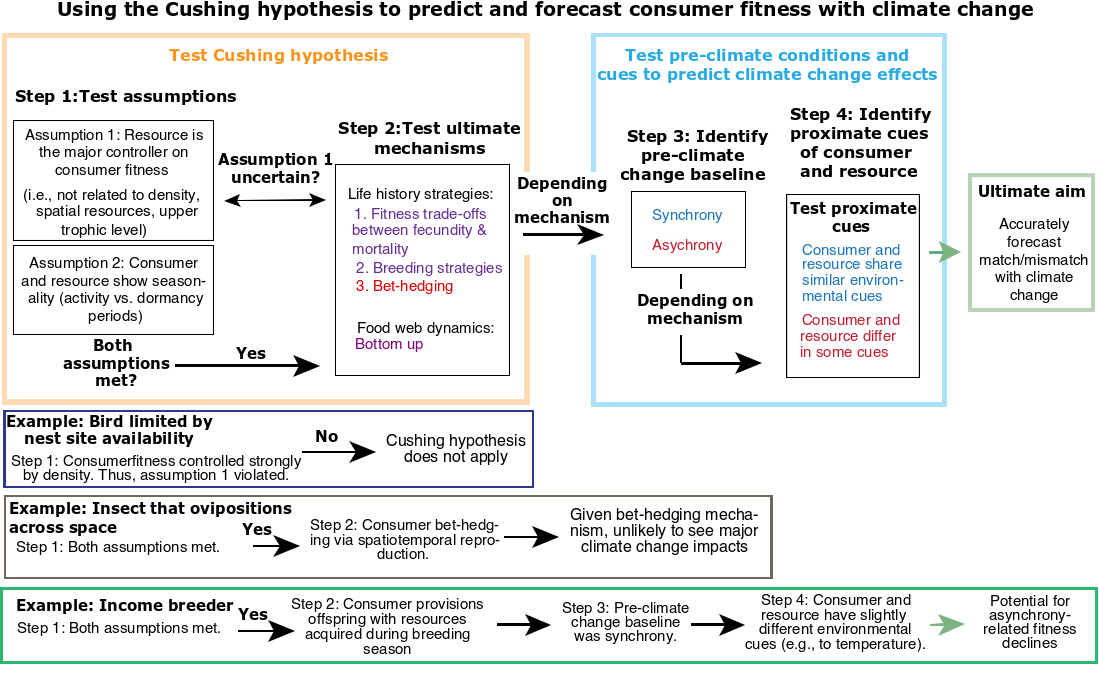 Using the Cushing hypothesis to predict and forecast consumer fitness with climate change
Test Cushing hypothesis
Step 1:Test assumptions
Assumption 1: Resource is
the major controller on
consumer fitness
(i.e., not related to density,
spatial resources, upper
trophic level)
Assumption 2: Consumer
and resource show season-
ality (activity vs. dormancy
periods)
Both
assumptions
met?
Yes
Assumption 1
uncertain?
Step 2:Test ultimate
mechanisms
Life history strategies:
1. Fitness trade-offs
between fecundity &
mortality
2. Breeding strategies
3. Bet-hedging
Food web dynamics:
Bottom up
Depending
on
mechanism
Test pre-climate conditions and
cues to predict climate change effects
Step 3: Identify
pre-climate
change baseline
Synchrony
Asychrony
Depending on
mechanism
Step 4: Identify
proximate cues
of consumer
and resource
Test proximate
cues
Consumer and
resource share
similar environ-
mental cues
Consumer and
resource differ
in some cues
Ultimate aim
Accurately
forecast
match/mismatch
with climate
change
Example: Bird limited by
nest site availability
Step 1: Consumerfitness controlled strongly
by density. Thus, assumption 1 violated.
No
Cushing hypothesis
does not apply
Example: Insect that ovipositions
across space
Step 1: Both assumptions met.
Yes
Step 2: Consumer bet-hedg-
ing via spatiotemporal repro-
duction.
Given bet-hedging mecha-
nism, unlikely to see major
climate change impacts
Example: Income breeder
Step 1: Both assumptions met.
Yes
Step 2: Consumer provisions
offspring with resources
acquired during breeding
season
Step 3: Pre-climate
change baseline
was synchrony.
Step 4: Consumer and
resource have slightly
different environmental
cues (e.g., to temperature).
Potential for
asynchrony-
related fitness
declines